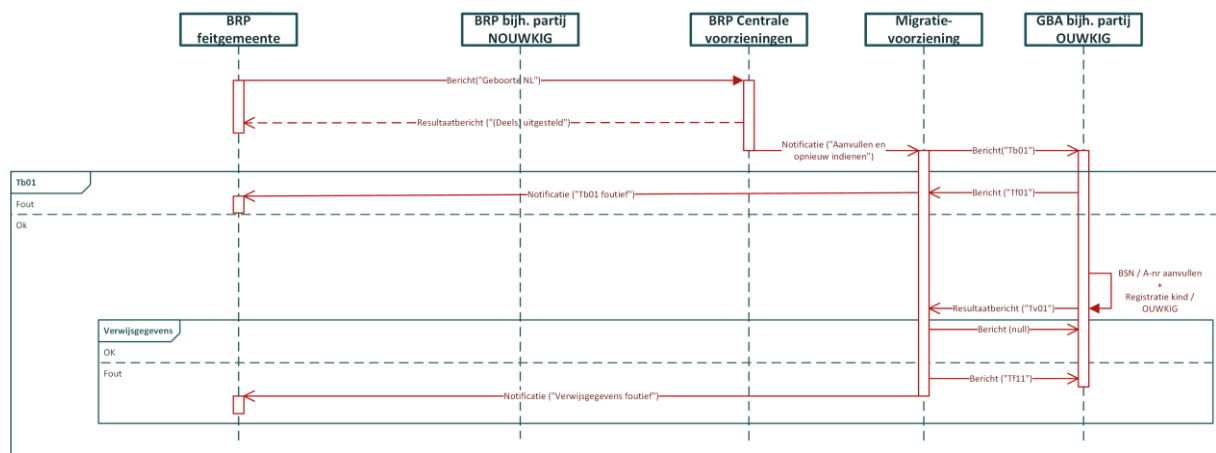 BRP
feitgemeente
BRP bijh. partij
NOUWKIG
BRP Centrale
voorzieningen
Migratie-
voorziening
GBA bijh. partij
OUWKIG
Bericht("Geboorte NL")
Resultaatbericht ("(Deels) uitgesteld")
Notificatie ("Aanvullen en
opnieuw indienen")
Bericht("Tb01")
Tb01
Fout
Notificatie ("Tb01 foutief")
Bericht ("Tf01")
Ok
BSN / A-nr aanvullen
+
Registratie kind /
OUWKIG
Resultaatbericht ("Tv01")
Verwijsgegevens
Bericht (null)
OK
Fout
Bericht ("Tf11")
Notificatie ("Verwijsgegevens foutief")